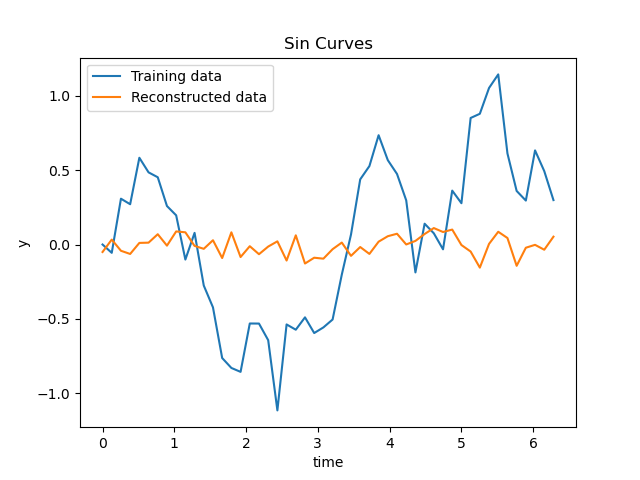 Sin Curves
Training data
Reconstructed data
1.0
0.5
0.0
−0.5
−1.0
y
0 1 2 3 4 5 6
time